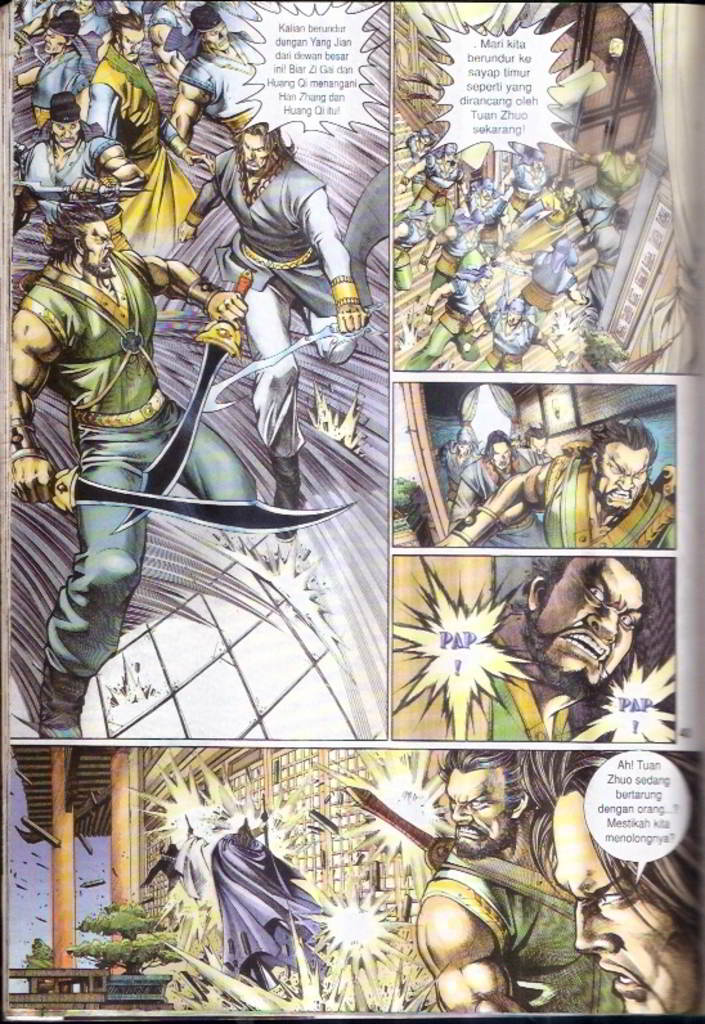 Kalian berundur
dengan Yang Jian
dari dewan besar
ini! Biar Zi Gai dan
Huang Qi menangani
Han Zhang dan
Huang Qi itu!
. Mari kita
berundur ke
sayap timur
seperti yang
dirancang oleh
Tuan Zhuo
sekarang!
PAP
!
PAP
!
Ah! Tuan
Zhuo sedang
bertarung
dengan orang...?
Mestikah kita
menolongnya?